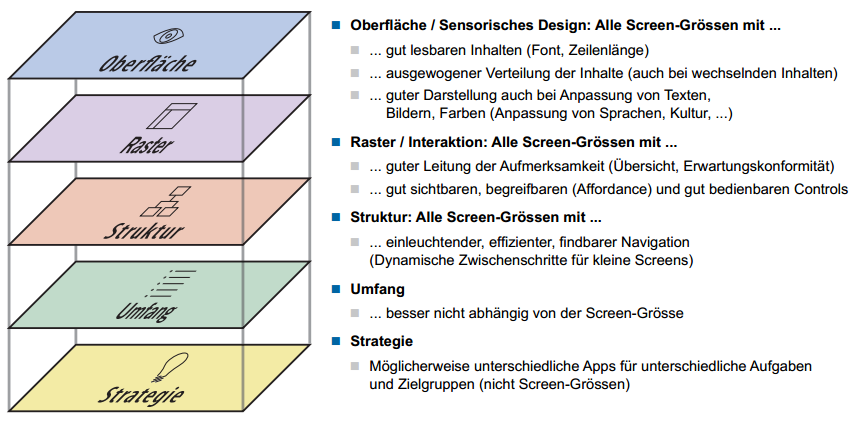 Oberfläche
Raster
Struktur
Umfang
Strategie
Oberfläche / Sensorisches Design: Alle Screen-Grössen mit ...
... gut lesbaren Inhalten (Font, Zeilenlänge)
... ausgewogener Verteilung der Inhalte (auch bei wechselnden Inhalten)
... guter Darstellung auch bei Anpassung von Texten,
Bildern, Farben (Anpassung von Sprachen, Kultur, ...)
Raster / Interaktion: Alle Screen-Grössen mit ...
... guter Leitung der Aufmerksamkeit (Übersicht, Erwartungskonformität)
... gut sichtbaren, begreifbaren (Affordance) und gut bedienbaren Controls
Struktur: Alle Screen-Grössen mit ...
... einleuchtender, effizienter, findbarer Navigation
(Dynamische Zwischenschritte für kleine Screens)
Umfang
... besser nicht abhängig von der Screen-Grösse
Strategie
Möglicherweise unterschiedliche Apps für unterschiedliche Aufgaben
und Zielgruppen (nicht Screen-Grössen)